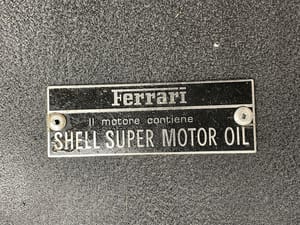 Ferrari
Il motore contiene
SHELL SUPER MOTOR OIL